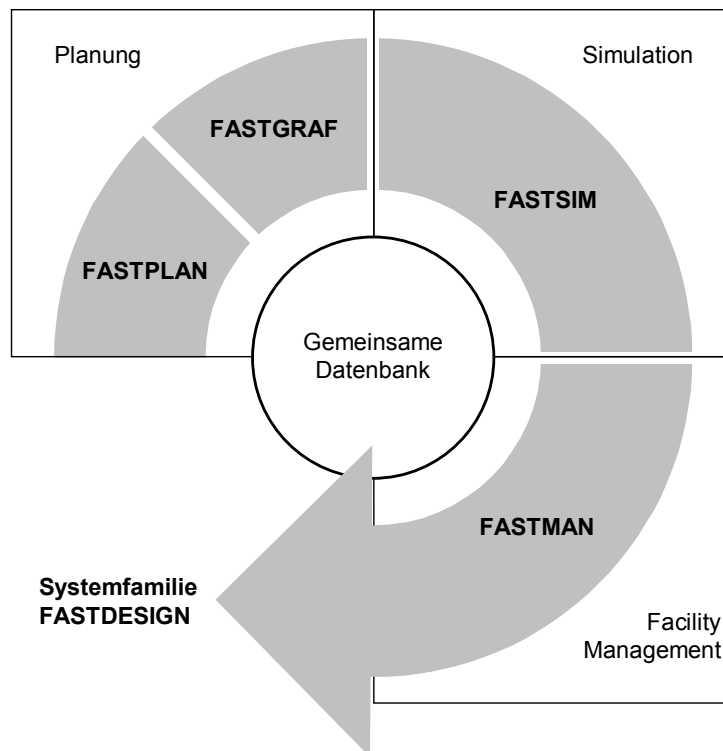 Planung
Simulation
FASTGRAF
FASTSIM
FASTPLAN
Gemeinsame
Datenbank
FASTMAN
Systemfamilie
FASTDESIGN
Facility
Management